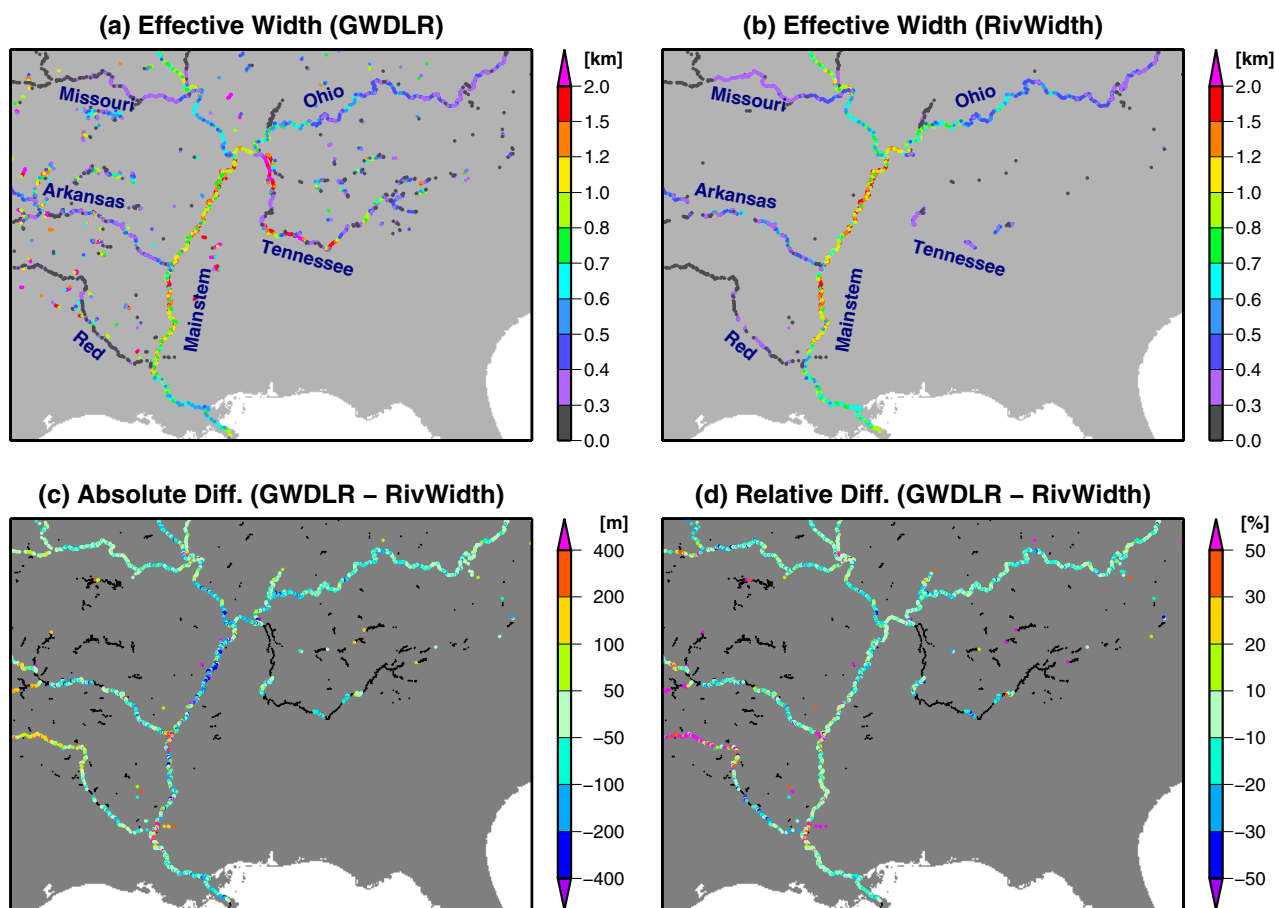 (a) Effective Width (GWDLR)
[km]
2.0
1.5
1.2
1.0
0.7
0.6
0.5
0.4
0.3
0.0
Missouri
Ohio
Arkansas
Tennessee
Mainstem
Red
(b) Effective Width (RivWidth)
[km]
2.0
1.5
1.2
1.0
0.7
0.6
0.5
0.4
0.3
0.0
Missouri
Ohio
Arkansas
Tennessee
Mainstem
Red
(c) Absolute Diff. (GWDLR − RivWidth)
[m]
400
200
100
50
−50
−100
−200
−400
(d) Relative Diff. (GWDLR − RivWidth)
[%]
50
30
20
10
−10
−20
−30
−50